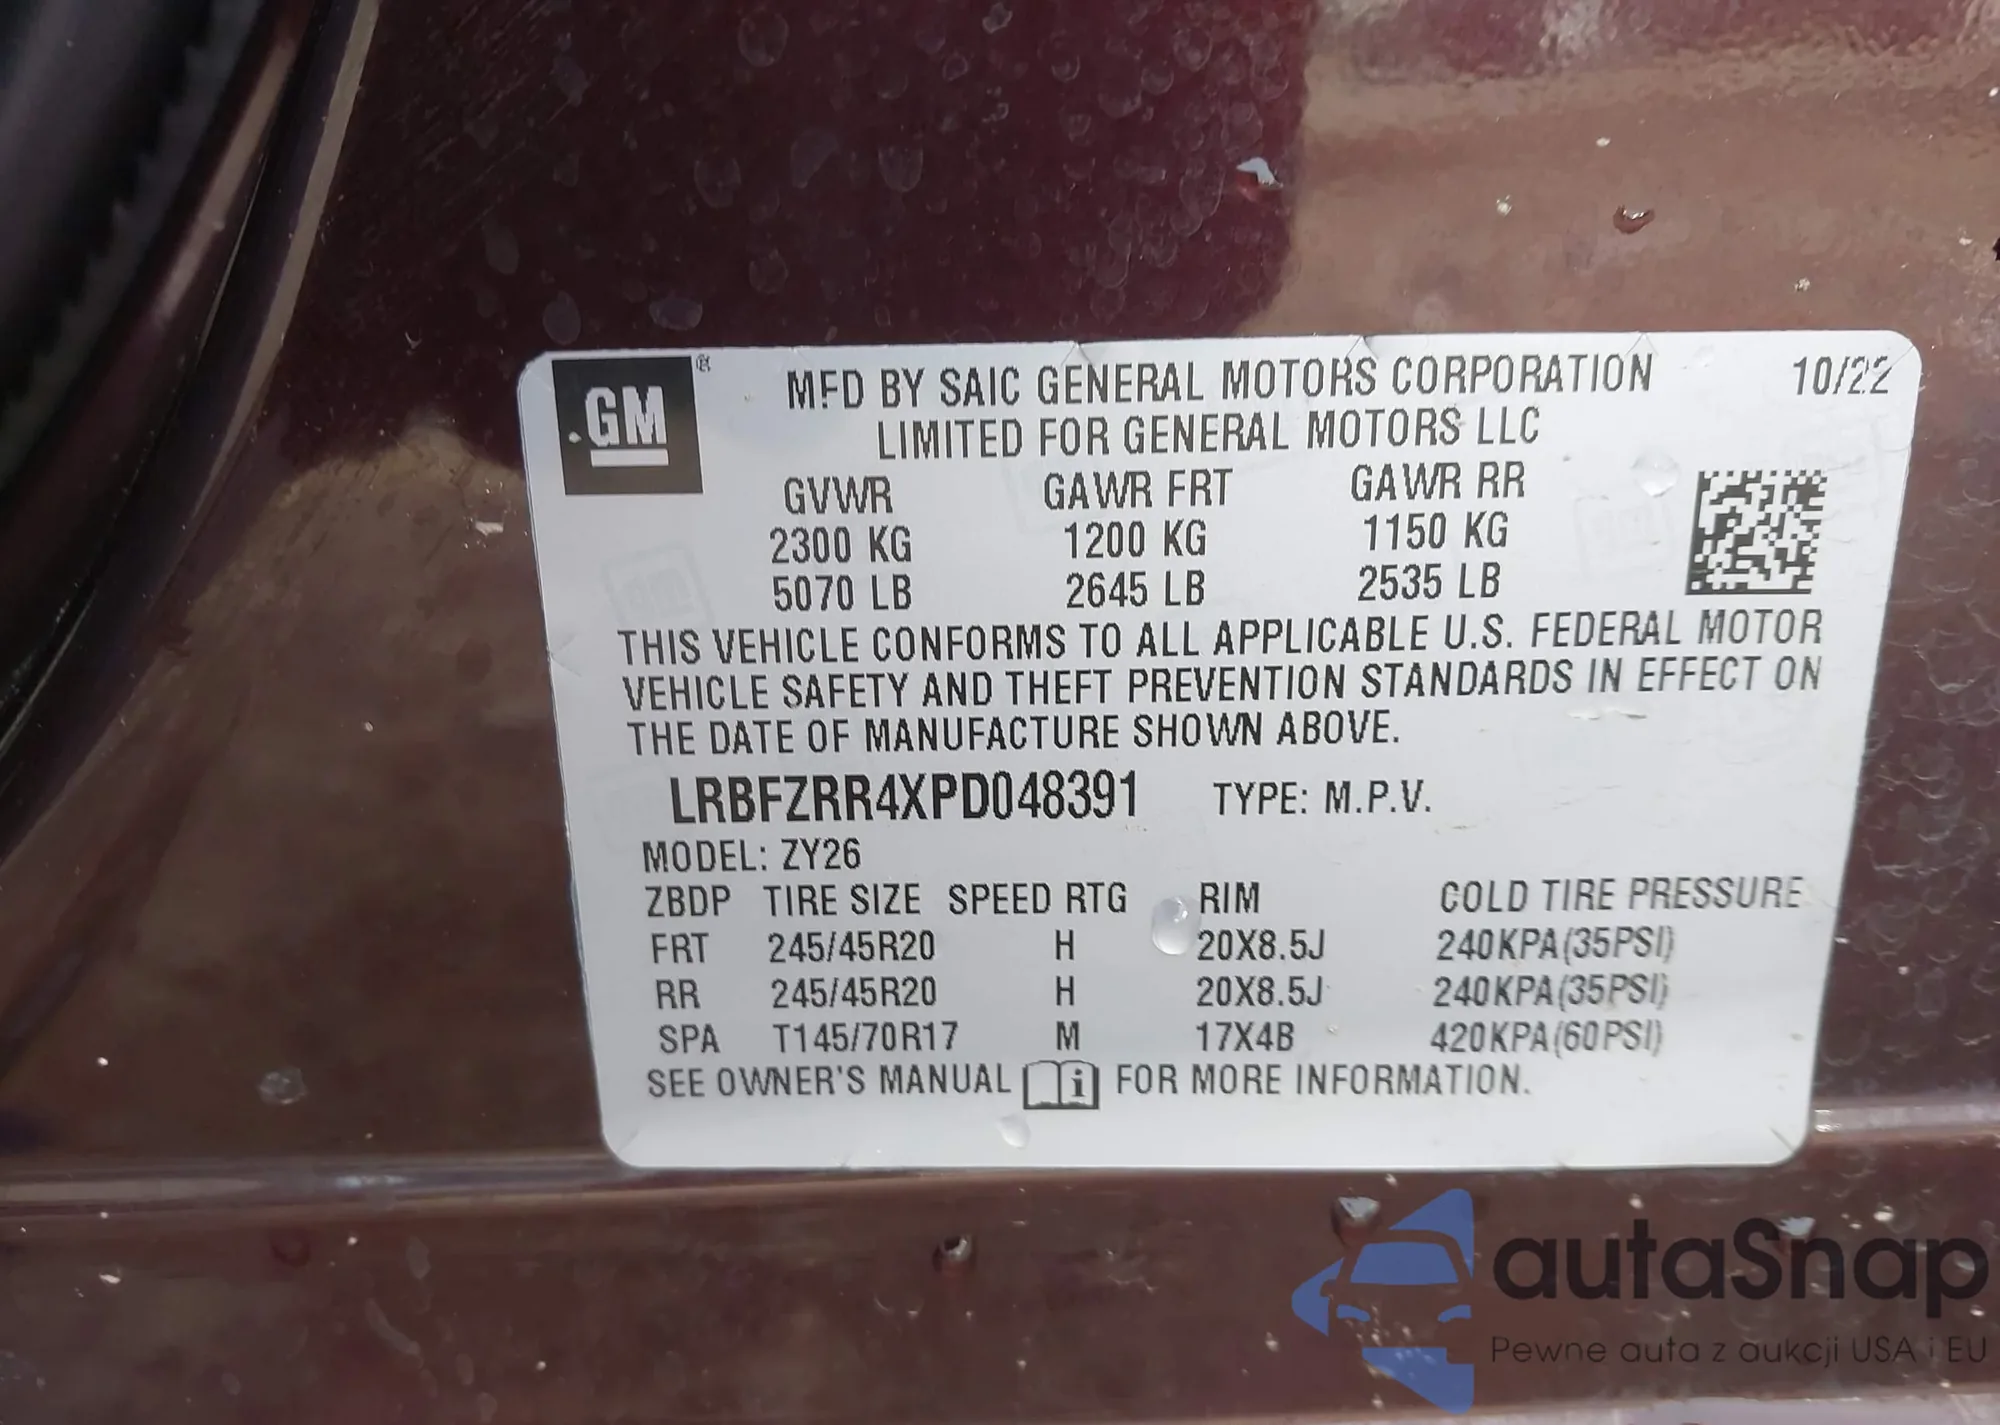 GM ® MFD BY SAIC GENERAL MOTORS CORPORATION 10/22
LIMITED FOR GENERAL MOTORS LLC
GVWR GAWR FRT GAWR RR
2300 KG 1200 KG 1150 KG
5070 LB 2645 LB 2535 LB
THIS VEHICLE CONFORMS TO ALL APPLICABLE U.S. FEDERAL MOTOR
VEHICLE SAFETY AND THEFT PREVENTION STANDARDS IN EFFECT ON
THE DATE OF MANUFACTURE SHOWN ABOVE.
LRBFZRR4XPD048391 TYPE: M.P.V.
MODEL: ZY26
ZBDP TIRE SIZE SPEED RTG RIM COLD TIRE PRESSURE
FRT 245/45R20 H 20X8.5J 240KPA(35PSI)
RR 245/45R20 H 20X8.5J 240KPA(35PSI)
SPA T145/70R17 M 17X4B 420KPA(60PSI)
SEE OWNER'S MANUAL i FOR MORE INFORMATION.
autaSnap
Pewne auta z aukcji USA i EU